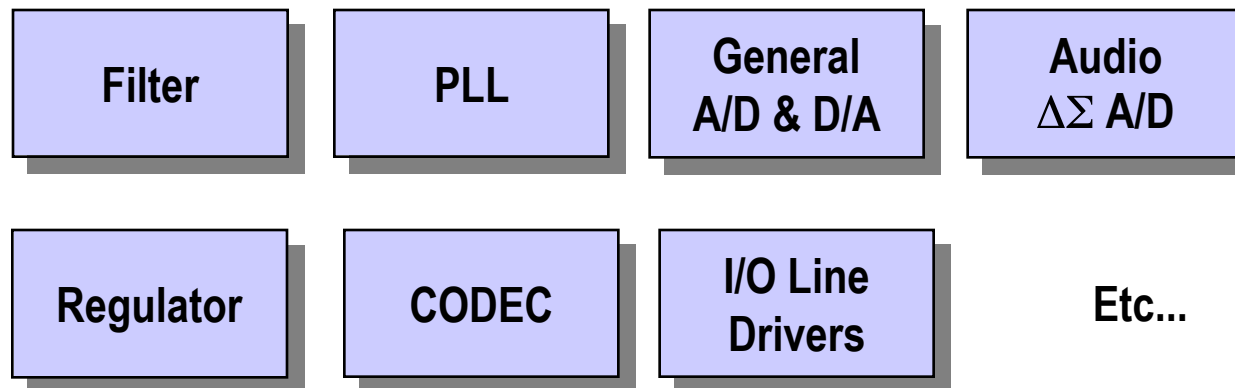 Filter
PLL
General
A/D & D/A
Audio
ΔΣ A/D
Regulator
CODEC
I/O Line
Drivers
Etc...